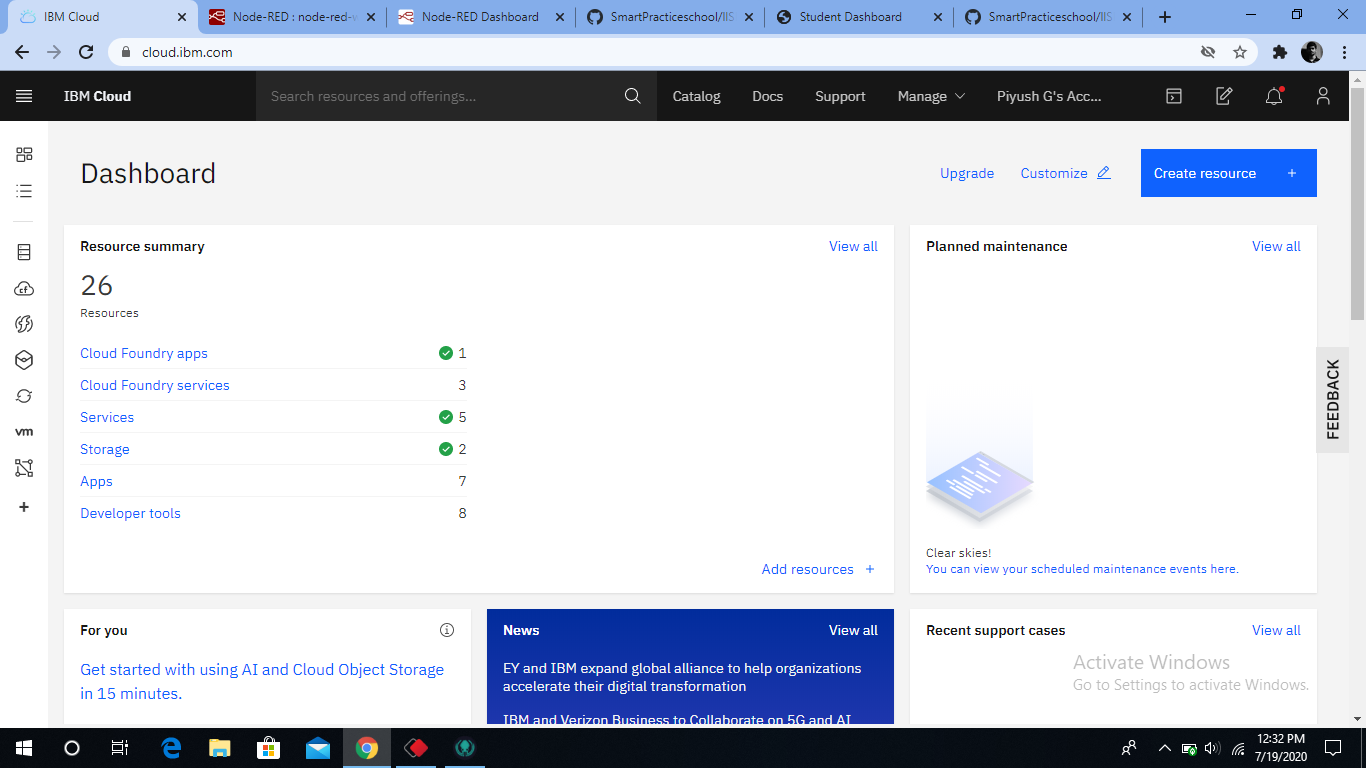 IBM Cloud
Node-RED : node-red-w
Node-RED Dashboard
SmartPracticeschool/IIS
Student Dashboard
SmartPracticeschool/IIS
cloud.ibm.com
IBM Cloud
Search resources and offerings...
Catalog
Docs
Support
Manage
Piyush G's Acc...
Dashboard
Upgrade
Customize
Create resource +
Resource summary
View all
26
Resources
Cloud Foundry apps 1
Cloud Foundry services 3
Services 5
Storage 2
Apps 7
Developer tools 8
Add resources +
Planned maintenance
View all
Clear skies!
You can view your scheduled maintenance events here.
FEEDBACK
cf
vm
For you
Get started with using AI and Cloud Object Storage
in 15 minutes.
News
View all
EY and IBM expand global alliance to help organizations
accelerate their digital transformation
IBM and Verizon Business to Collaborate on 5G and AI
Recent support cases
View all
Activate Windows
Go to Settings to activate Windows.
12:32 PM
7/19/2020